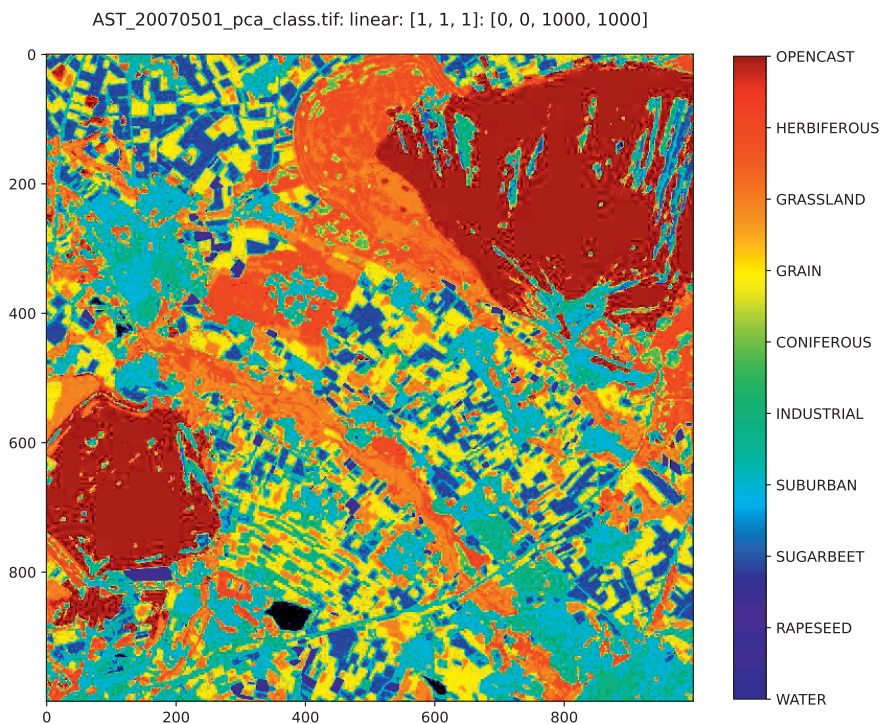 AST_20070501_pca_class.tif: linear: [1, 1, 1]: [0, 0, 1000, 1000]
0
200
400
600
800
0 200 400 600 800
OPENCAST
HERBIFEROUS
GRASSLAND
GRAIN
CONIFEROUS
INDUSTRIAL
SUBURBAN
SUGARBEET
RAPESEED
WATER